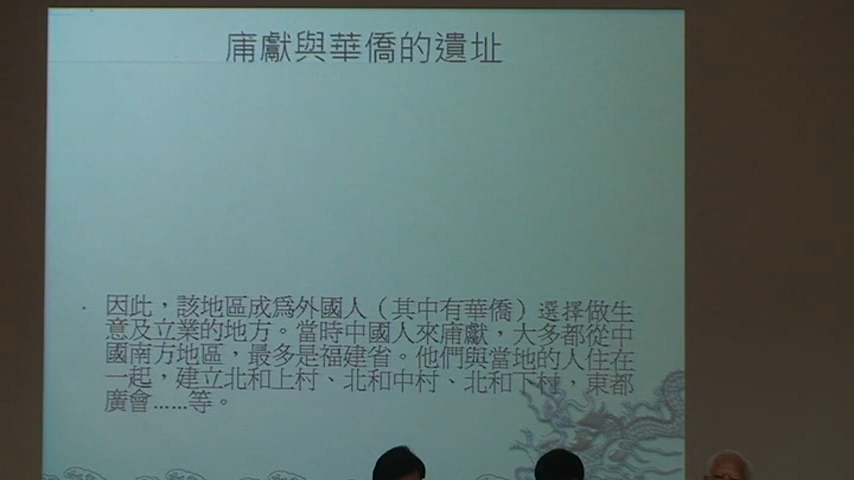 庯獻與華僑的遺址
· 因此，該地區成爲外國人（其中有華僑）選擇做生
意及立業的地方。當時中國人來庯獻，大多都從中
國南方地區，最多是福建省。他們與當地的人住在
一起，建立北和上村、北和中村、北和下村，東都
廣會……等。